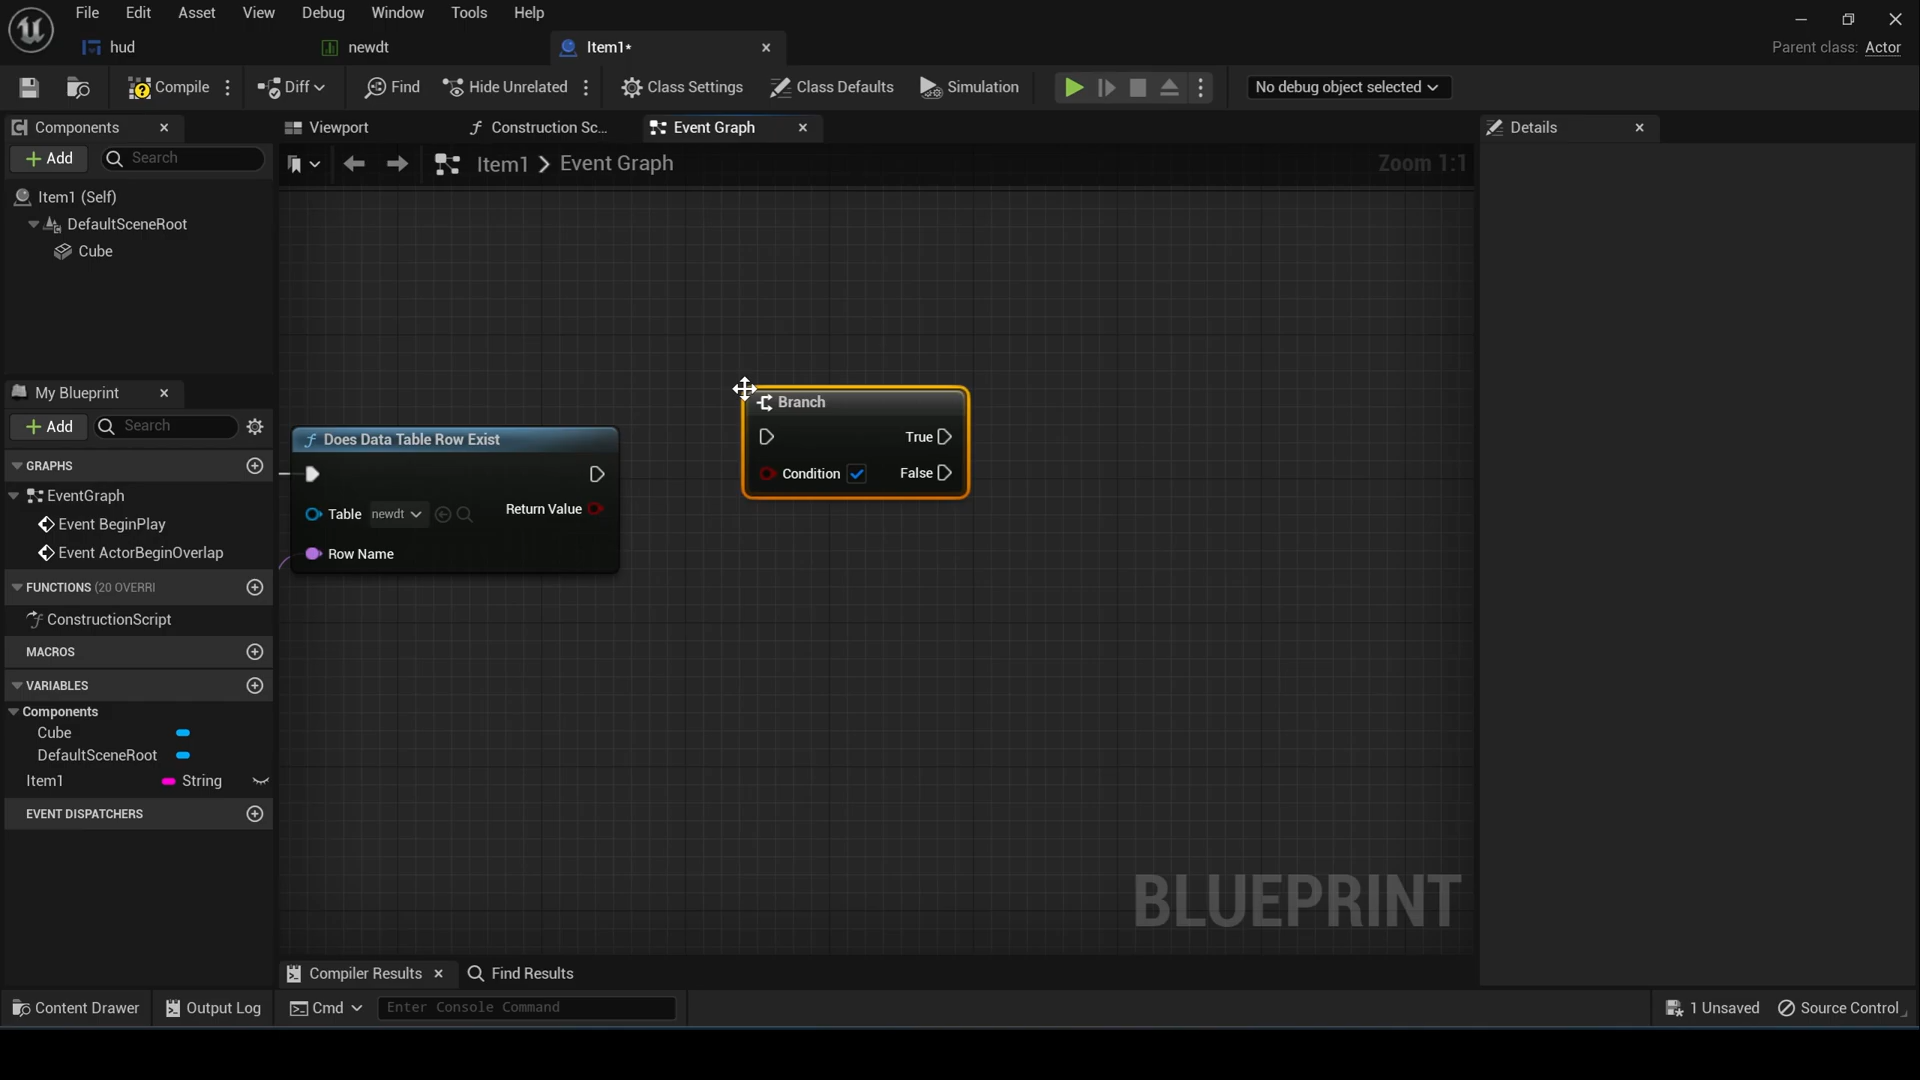 File Edit Asset View Debug Window Tools Help
hud newdt Item1* Parent class: Actor
Compile Diff Find Hide Unrelated Class Settings Class Defaults Simulation No debug object selected
Components Viewport Construction Sc... Event Graph Details
Add Search Item1 > Event Graph Zoom 1:1
Item1 (Self)
DefaultSceneRoot
Cube
My Blueprint
Add Search
GRAPHS
EventGraph
Event BeginPlay
Event ActorBeginOverlap
FUNCTIONS (20 OVERRI
ConstructionScript
MACROS
VARIABLES
Components
Cube
DefaultSceneRoot
Item1 String
EVENT DISPATCHERS
Does Data Table Row Exist
Table newdt Return Value
Row Name
Branch
True
Condition False
BLUEPRINT
Compiler Results Find Results
Content Drawer Output Log Cmd Enter Console Command 1 Unsaved Source Control